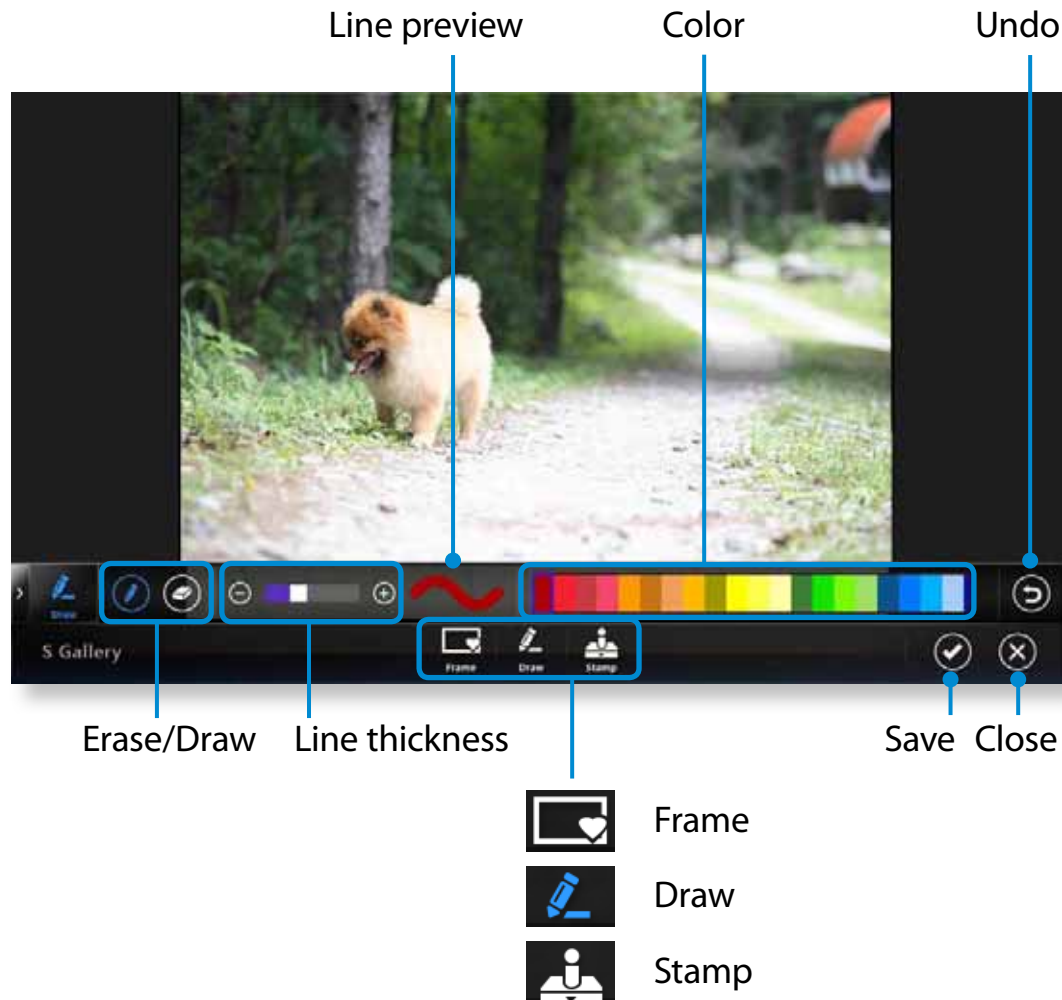 Line preview
Color
Undo
Draw
S Gallery
Frame
Draw
Stamp
Erase/Draw
Line thickness
Save
Close
Frame
Draw
Stamp